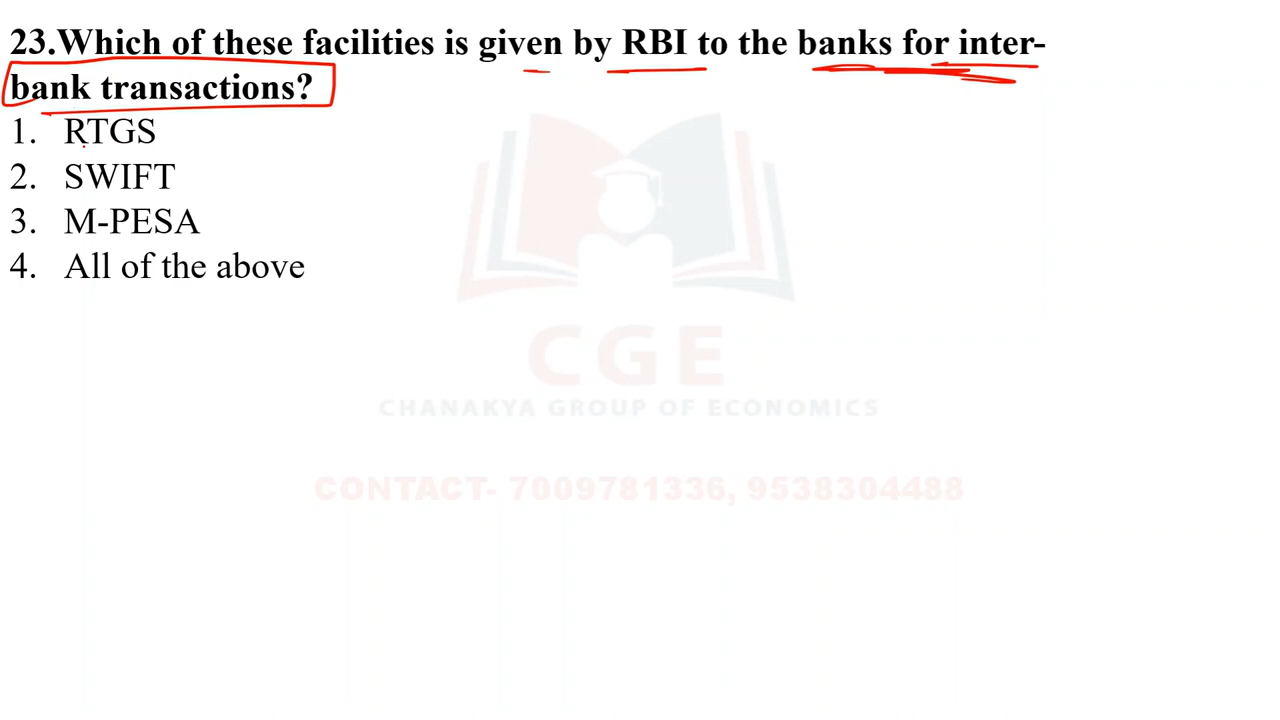 23.Which of these facilities is given by RBI to the banks for inter-
bank transactions?
1. RTGS
2. SWIFT
3. M-PESA
4. All of the above
CGE
CHANAKYA GROUP OF ECONOMICS
CONTACT- 7009781336, 9538304488